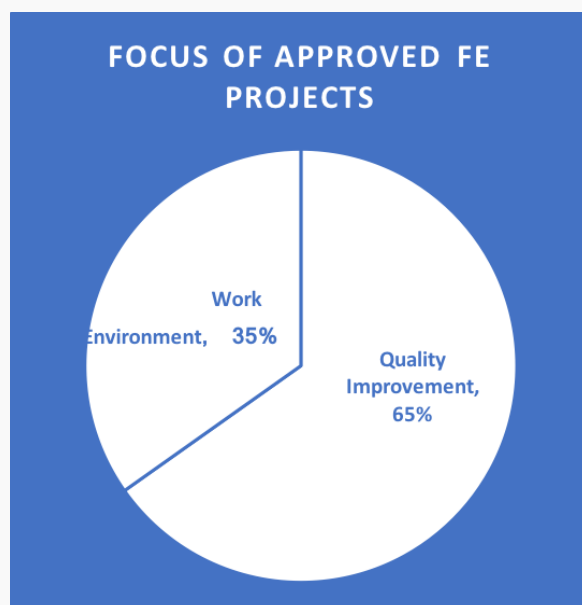 FOCUS OF APPROVED FE
PROJECTS
Work
Environment, 35%
Quality
Improvement,
65%